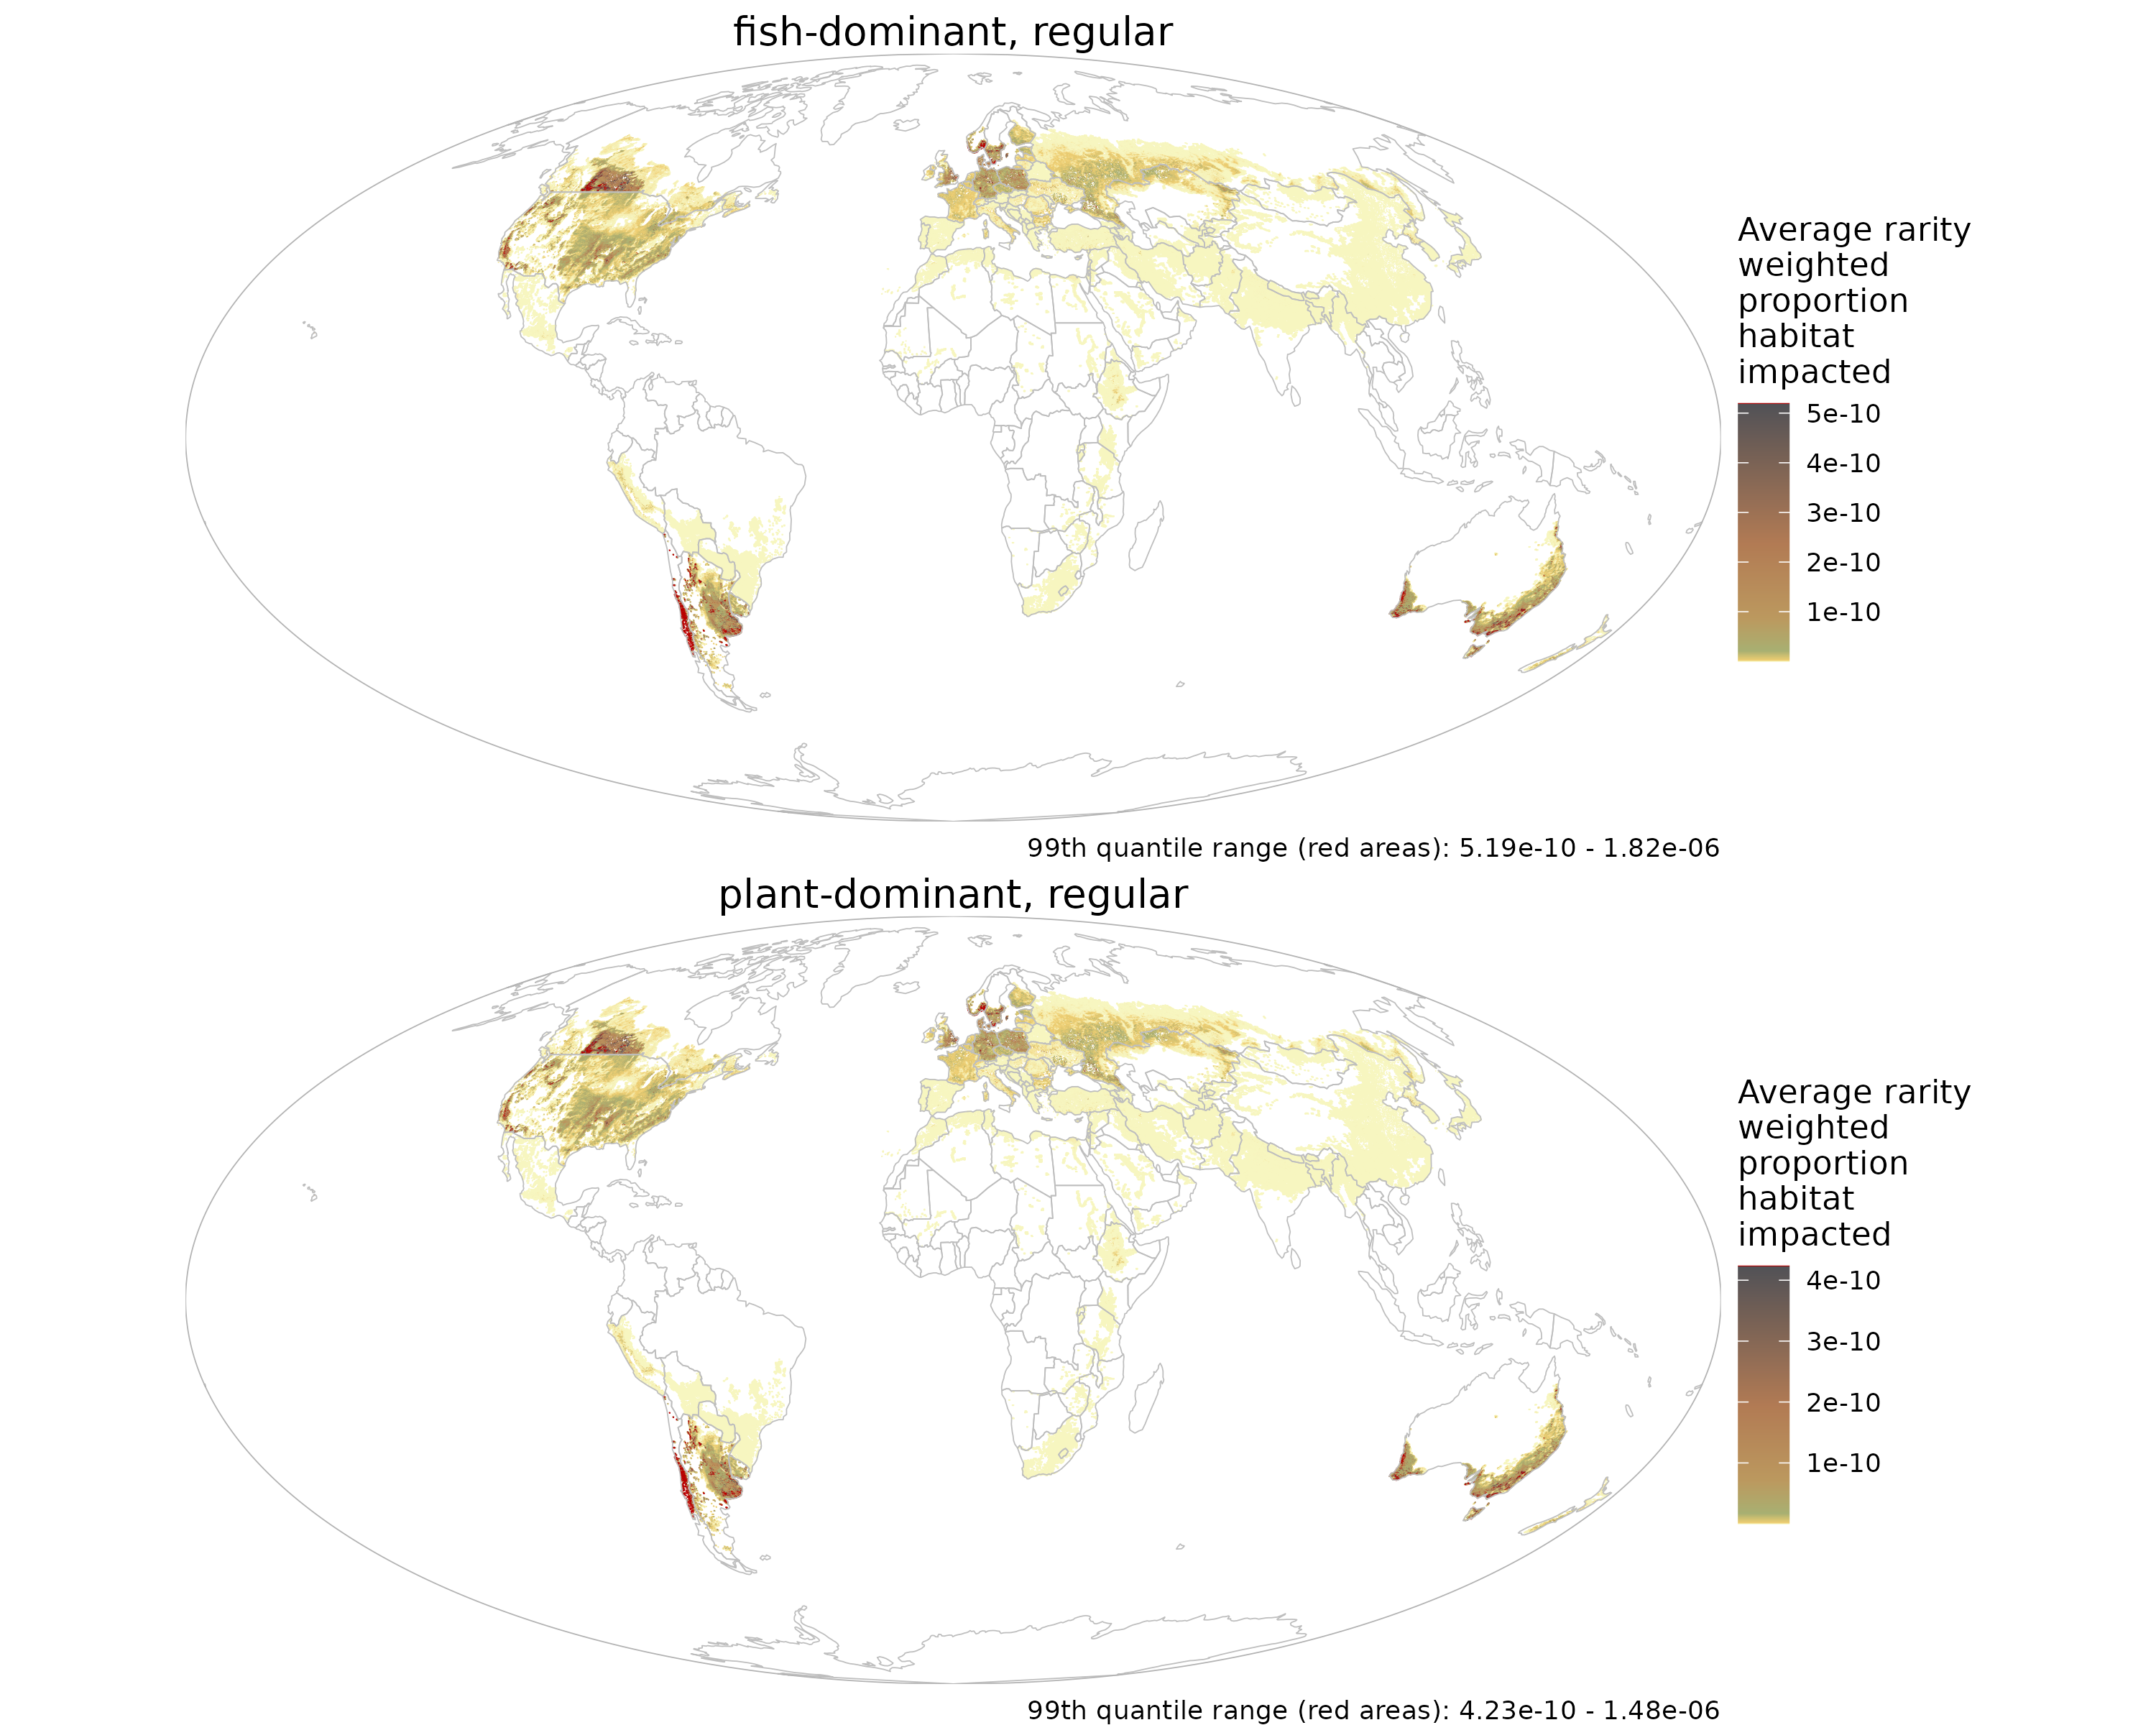 fish-dominant, regular
Average rarity
weighted
proportion
habitat
impacted
5e-10
4e-10
3e-10
2e-10
1e-10
99th quantile range (red areas): 5.19e-10 - 1.82e-06
plant-dominant, regular
Average rarity
weighted
proportion
habitat
impacted
4e-10
3e-10
2e-10
1e-10
99th quantile range (red areas): 4.23e-10 - 1.48e-06